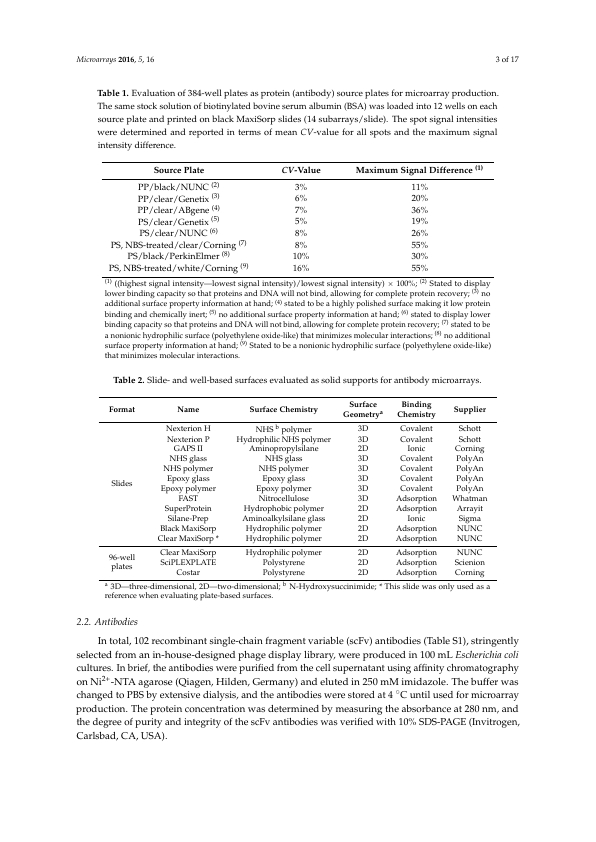 Microarrays 2016, 5, 16
3 of 17
Table 1. Evaluation of 384-well plates as protein (antibody) source plates for microarray production.
The same stock solution of biotinylated bovine serum albumin (BSA) was loaded into 12 wells on each
source plate and printed on black MaxiSorp slides (14 subarrays/slide). The spot signal intensities
were determined and reported in terms of mean CV-value for all spots and the maximum signal
intensity difference.
Source Plate CV-Value Maximum Signal Difference (1)
PP/black/NUNC (2) 3% 11%
PP/clear/Genetix (3) 6% 20%
PP/clear/ABgene (4) 7% 36%
PS/clear/Genetix (5) 5% 19%
PS/clear/NUNC (6) 8% 26%
PS, NBS-treated/clear/Corning (7) 8% 55%
PS/black/PerkinElmer (8) 10% 30%
PS, NBS-treated/white/Corning (9) 16% 55%
(1) ((highest signal intensity—lowest signal intensity)/lowest signal intensity) × 100%; (2) Stated to display
lower binding capacity so that proteins and DNA will not bind, allowing for complete protein recovery; (3) no
additional surface property information at hand; (4) stated to be a highly polished surface making it low protein
binding and chemically inert; (5) no additional surface property information at hand; (6) stated to display lower
binding capacity so that proteins and DNA will not bind, allowing for complete protein recovery; (7) stated to be
a nonionic hydrophilic surface (polyethylene oxide-like) that minimizes molecular interactions; (8) no additional
surface property information at hand; (9) Stated to be a nonionic hydrophilic surface (polyethylene oxide-like)
that minimizes molecular interactions.
Table 2. Slide- and well-based surfaces evaluated as solid supports for antibody microarrays.
Format Name Surface Chemistry Surface Geometry a Binding Chemistry Supplier
Slides
Nexterion H NHS b polymer 3D Covalent Schott
Nexterion P Hydrophilic NHS polymer 3D Covalent Schott
GAPS II Aminopropylsilane 2D Ionic Corning
NHS glass NHS glass 3D Covalent PolyAn
NHS polymer NHS polymer 3D Covalent PolyAn
Epoxy glass Epoxy glass 3D Covalent PolyAn
Epoxy polymer Epoxy polymer 3D Covalent PolyAn
FAST Nitrocellulose 3D Adsorption Whatman
SuperProtein Hydrophobic polymer 2D Adsorption Arrayit
Silane-Prep Aminoalkylsilane glass 2D Ionic Sigma
Black MaxiSorp Hydrophilic polymer 2D Adsorption NUNC
Clear MaxiSorp * Hydrophilic polymer 2D Adsorption NUNC
96-well plates
Clear MaxiSorp Hydrophilic polymer 2D Adsorption NUNC
SciPLEXPLATE Polystyrene 2D Adsorption Scienion
Costar Polystyrene 2D Adsorption Corning
a 3D—three-dimensional, 2D—two-dimensional; b N-Hydroxysuccinimide; * This slide was only used as a
reference when evaluating plate-based surfaces.
2.2. Antibodies
In total, 102 recombinant single-chain fragment variable (scFv) antibodies (Table S1), stringently
selected from an in-house-designed phage display library, were produced in 100 mL Escherichia coli
cultures. In brief, the antibodies were purified from the cell supernatant using affinity chromatography
on Ni2+-NTA agarose (Qiagen, Hilden, Germany) and eluted in 250 mM imidazole. The buffer was
changed to PBS by extensive dialysis, and the antibodies were stored at 4 °C until used for microarray
production. The protein concentration was determined by measuring the absorbance at 280 nm, and
the degree of purity and integrity of the scFv antibodies was verified with 10% SDS-PAGE (Invitrogen,
Carlsbad, CA, USA).